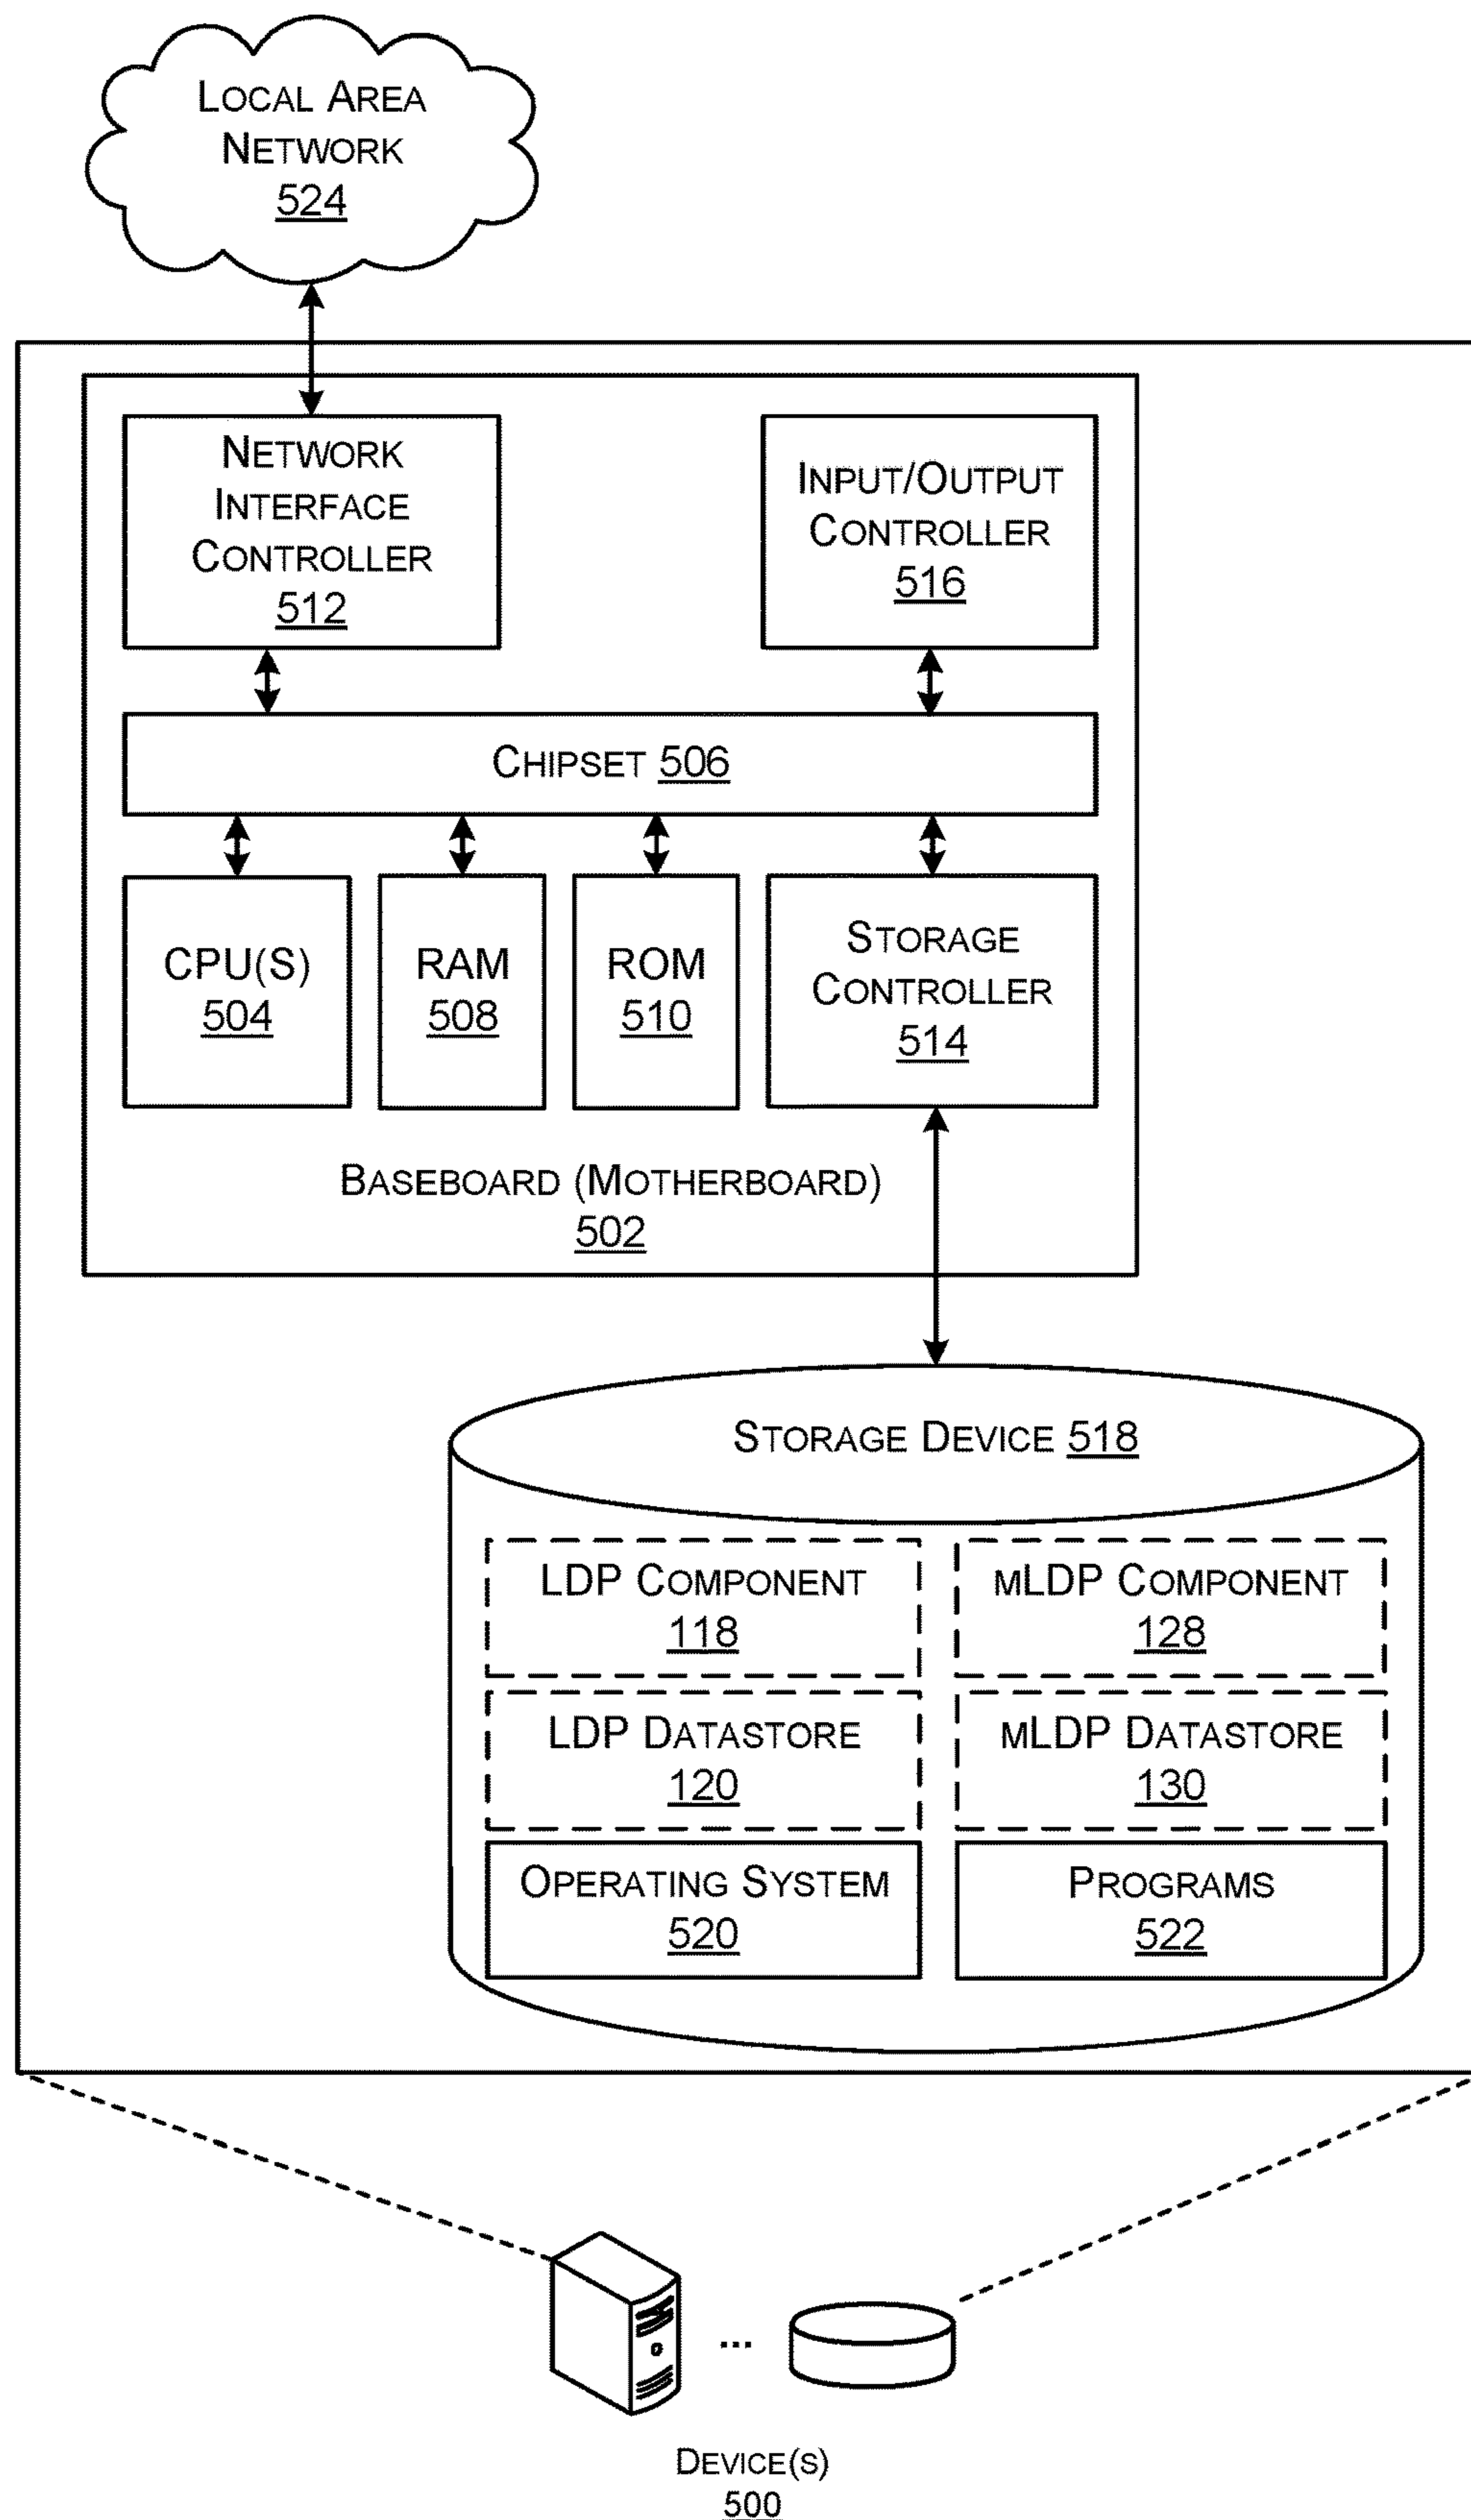 LOCAL AREA
NETWORK
524
NETWORK
INTERFACE
CONTROLLER
512
INPUT/OUTPUT
CONTROLLER
516
CHIPSET 506
CPU(S)
504
RAM
508
ROM
510
STORAGE
CONTROLLER
514
BASEBOARD (MOTHERBOARD)
502
STORAGE DEVICE 518
LDP COMPONENT
118
MLDP COMPONENT
128
LDP DATASTORE
120
MLDP DATASTORE
130
OPERATING SYSTEM
520
PROGRAMS
522
...
DEVICE(S)
500